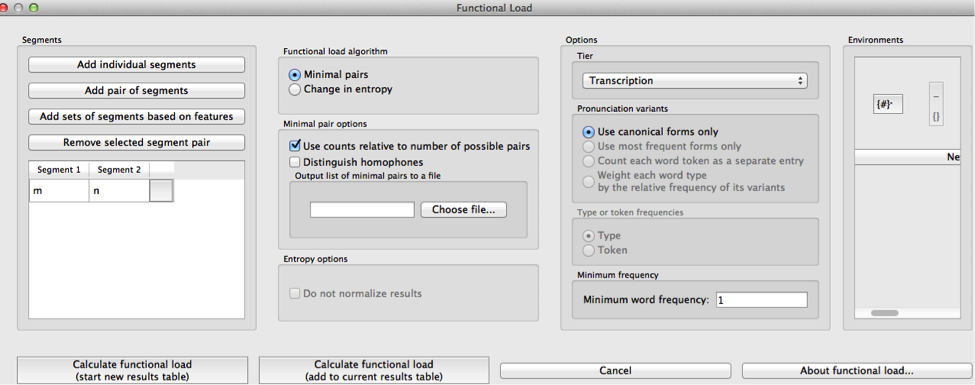 Functional Load
Segments
Add individual segments
Add pair of segments
Add sets of segments based on features
Remove selected segment pair
Segment 1 Segment 2
m n
Functional load algorithm
Minimal pairs
Change in entropy
Minimal pair options
Use counts relative to number of possible pairs
Distinguish homophones
Output list of minimal pairs to a file
Choose file...
Entropy options
Do not normalize results
Options
Tier
Transcription
Pronunciation variants
Use canonical forms only
Use most frequent forms only
Count each word token as a separate entry
Weight each word type
by the relative frequency of its variants
Type or token frequencies
Type
Token
Minimum frequency
Minimum word frequency: 1
Environments
{#}
_
{}
Ne
Calculate functional load
(start new results table)
Calculate functional load
(add to current results table)
Cancel
About functional load...